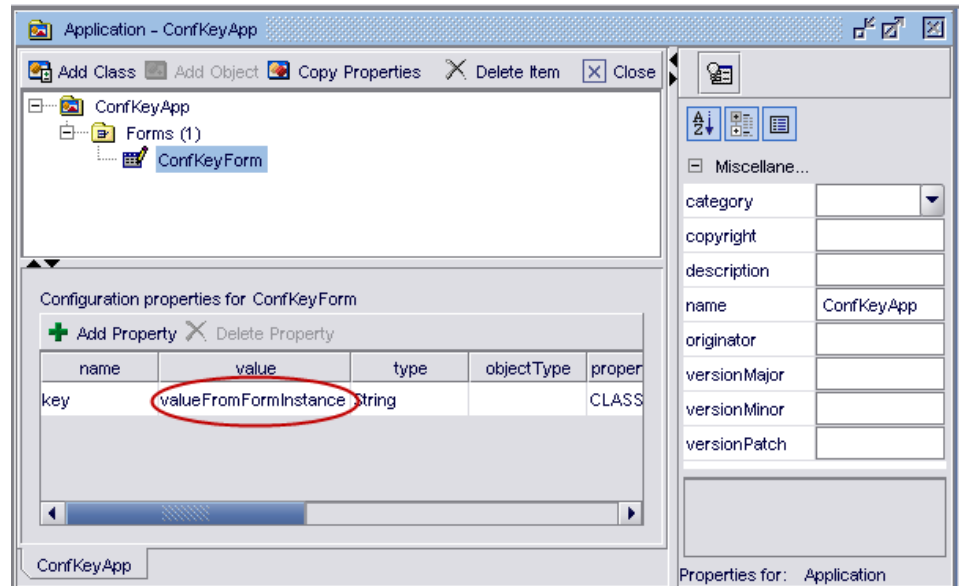 Application - ConfKeyApp
Add Class Add Object Copy Properties Delete Item Close
ConfKeyApp
Forms (1)
ConfKeyForm
Configuration properties for ConfKeyForm
Add Property Delete Property
name value type objectType proper
key valueFromFormInstance String CLASS
ConfKeyApp
A
Z
Miscellane...
category
copyright
description
name ConfKeyApp
originator
versionMajor
versionMinor
versionPatch
Properties for: Application